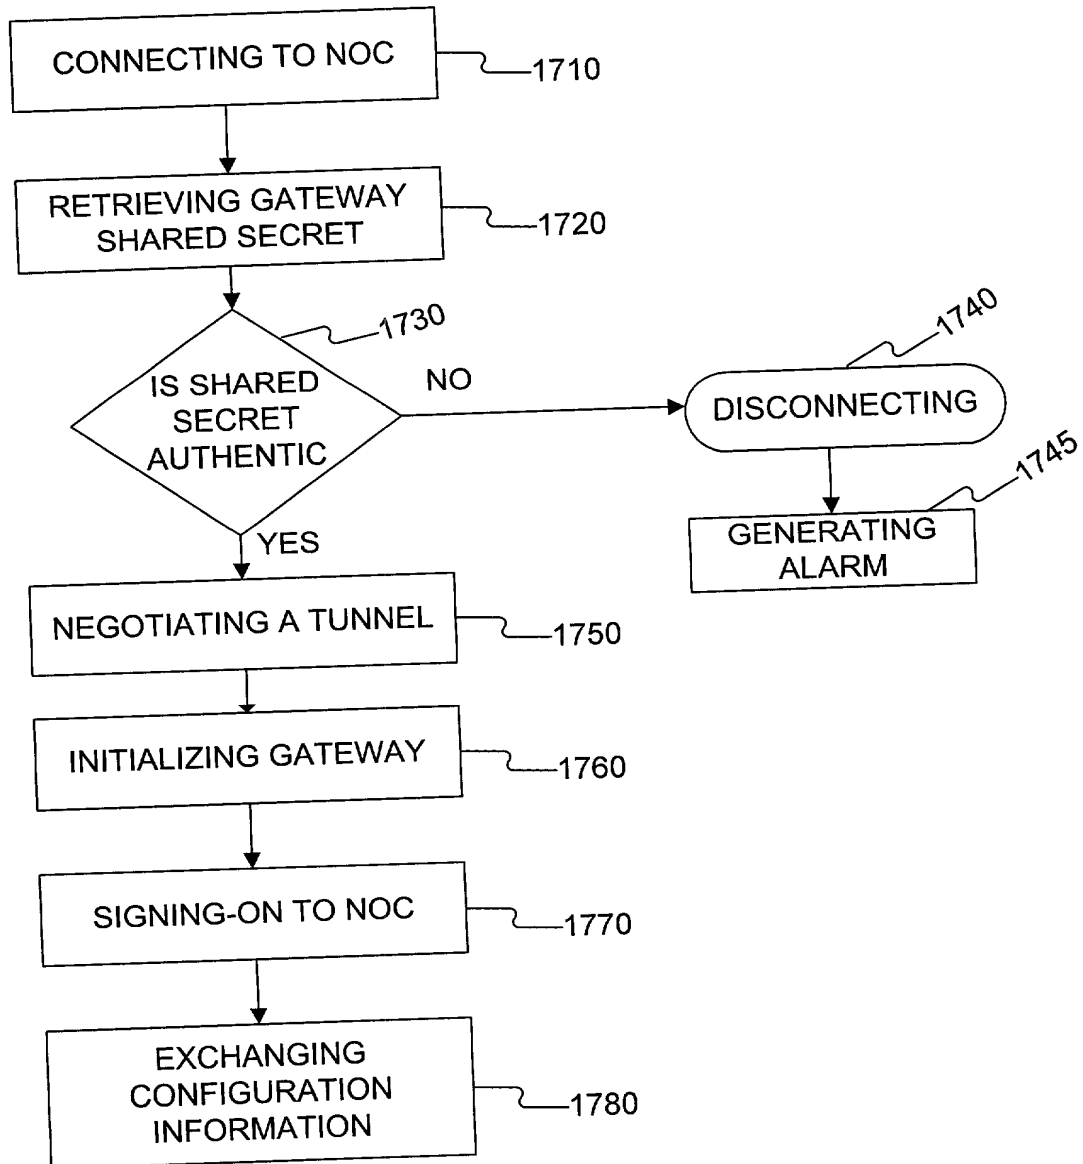 CONNECTING TO NOC
1710
RETRIEVING GATEWAY
SHARED SECRET
1720
1730
IS SHARED
SECRET
AUTHENTIC
NO
1740
DISCONNECTING
1745
GENERATING
ALARM
YES
NEGOTIATING A TUNNEL
1750
INITIALIZING GATEWAY
1760
SIGNING-ON TO NOC
1770
EXCHANGING
CONFIGURATION
INFORMATION
1780